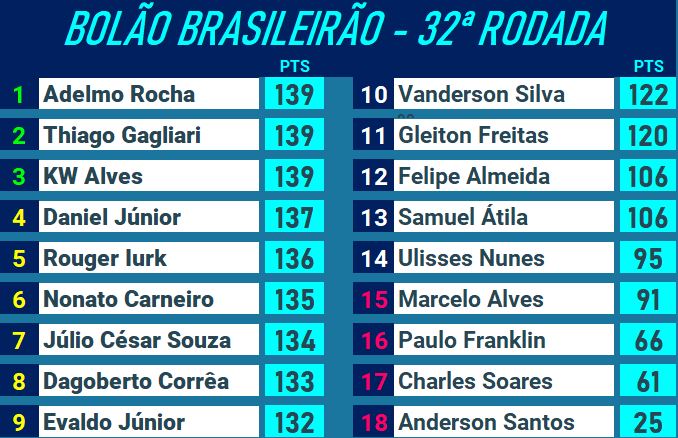 BOLÃO BRASILEIRÃO - 32ª RODADA
PTS
1 Adelmo Rocha 139
2 Thiago Gagliari 139
3 KW Alves 139
4 Daniel Júnior 137
5 Rouger Iurk 136
6 Nonato Carneiro 135
7 Júlio César Souza 134
8 Dagoberto Corrêa 133
9 Evaldo Júnior 132
PTS
10 Vanderson Silva 122
11 Gleiton Freitas 120
12 Felipe Almeida 106
13 Samuel Átila 106
14 Ulisses Nunes 95
15 Marcelo Alves 91
16 Paulo Franklin 66
17 Charles Soares 61
18 Anderson Santos 25